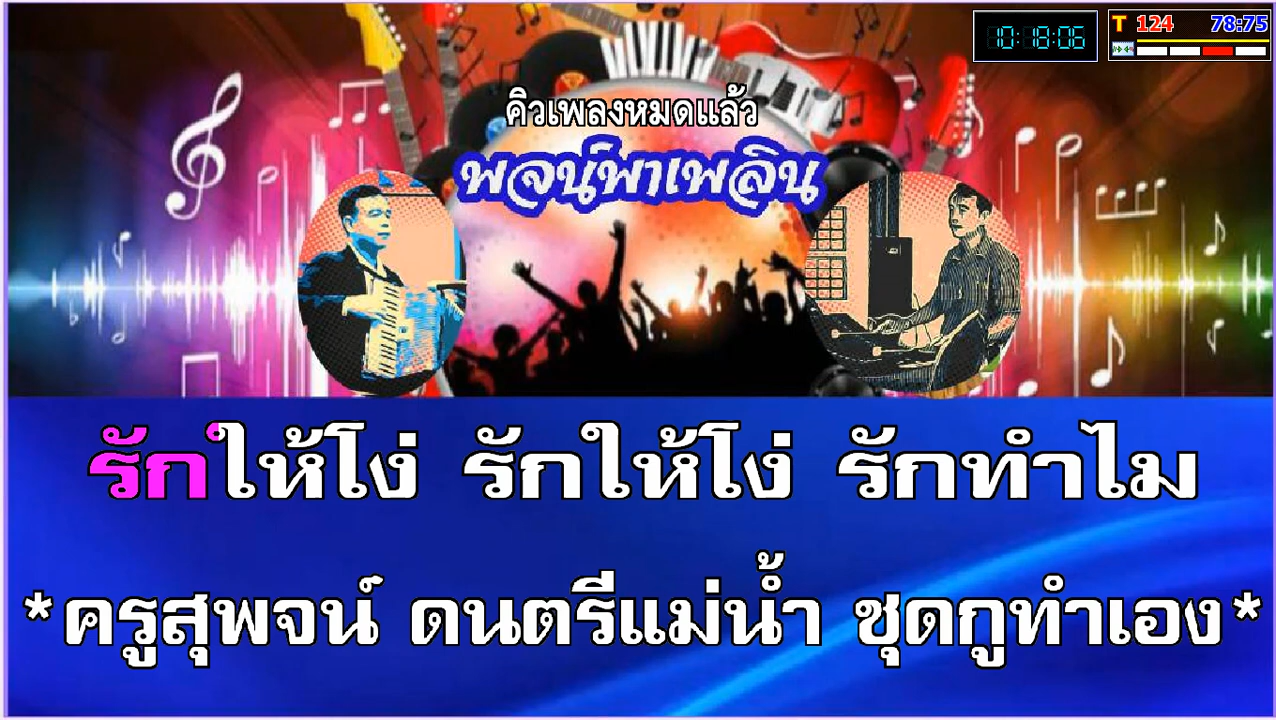 10:18:06
T 124 78:75
คิวเพลงหมดแล้ว
พจน์พาเพลิน
รักให้โง่ รักให้โง่ รักทำไม
*ครูสุพจน์ ดนตรีแม่น้ำ ชุดกูทำเอง*